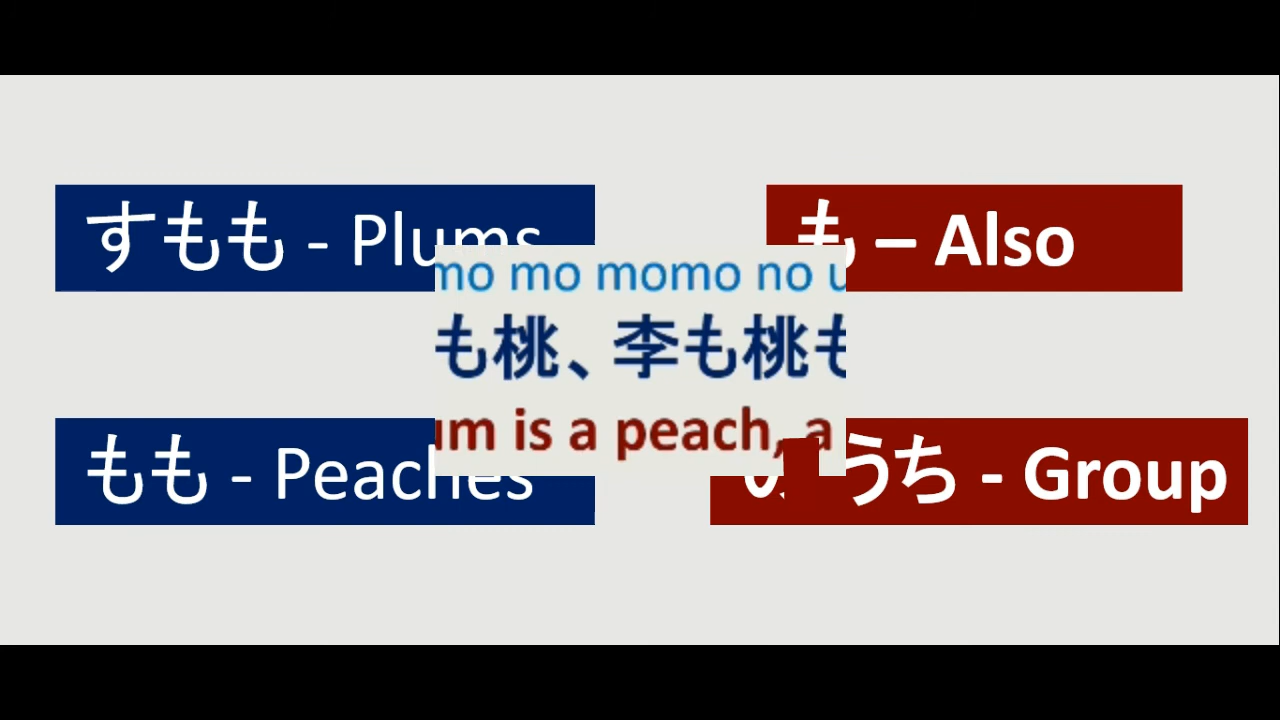 すもも - Plums
も – Also
mo mo momo no
も桃、李も桃も
is a peach, a
もも - Peaches
のうち - Group